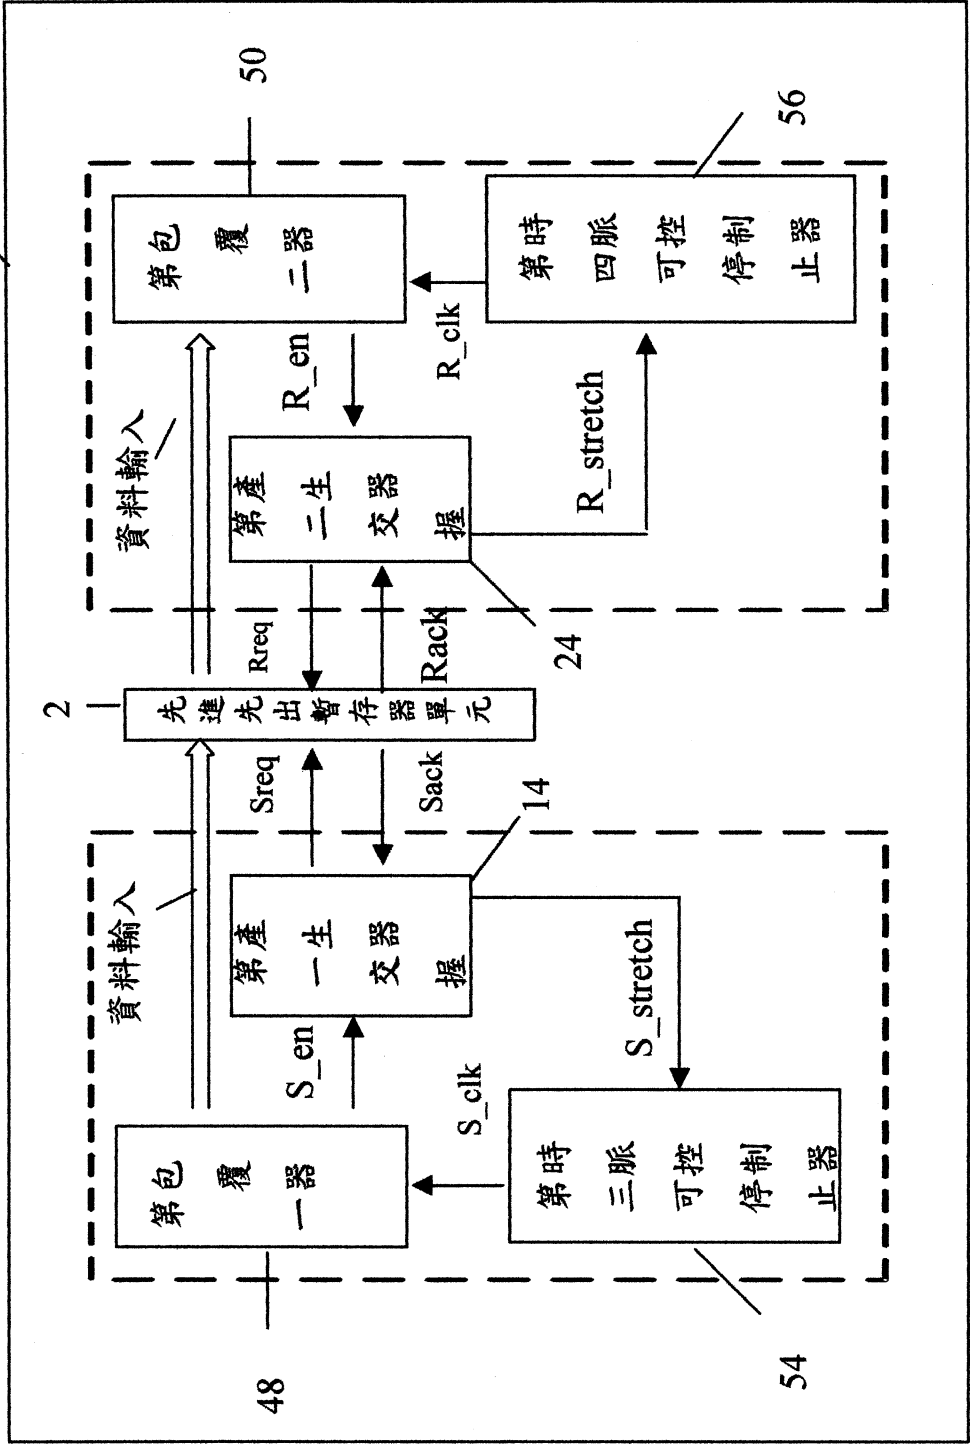 2
資料輸入
資料輸入
48
第一
包覆器
S_en
第一交握
產生器
Sreq
Sack
14
先進先出暫存器單元
Rreq
Rack
24
第二交握
產生器
R_en
第二
包覆器
50
S_clk
S_stretch
R_stretch
R_clk
第三可停止
時脈控制器
54
第四可停止
時脈控制器
56